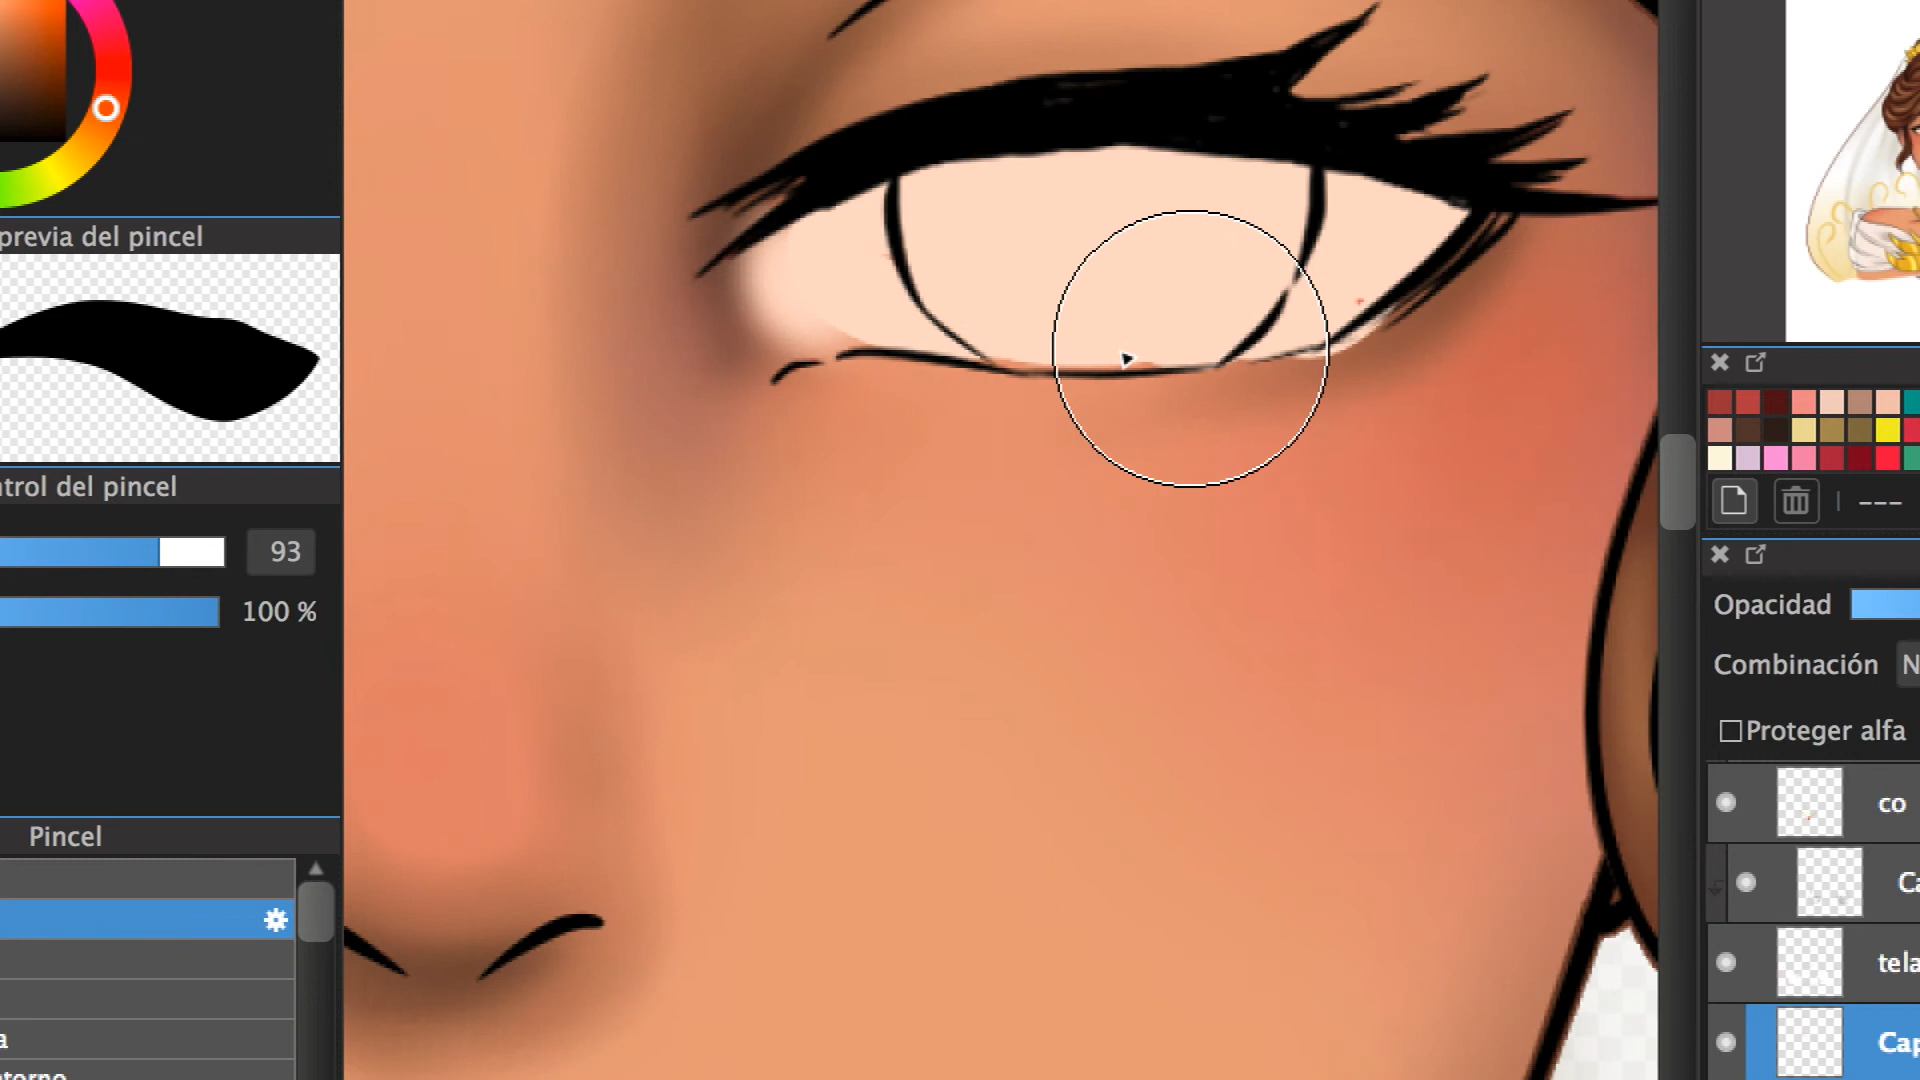 previa del pincel
trol del pincel
93
100 %
Pincel
Opacidad
Combinación N
Proteger alfa
co
tela
Cap